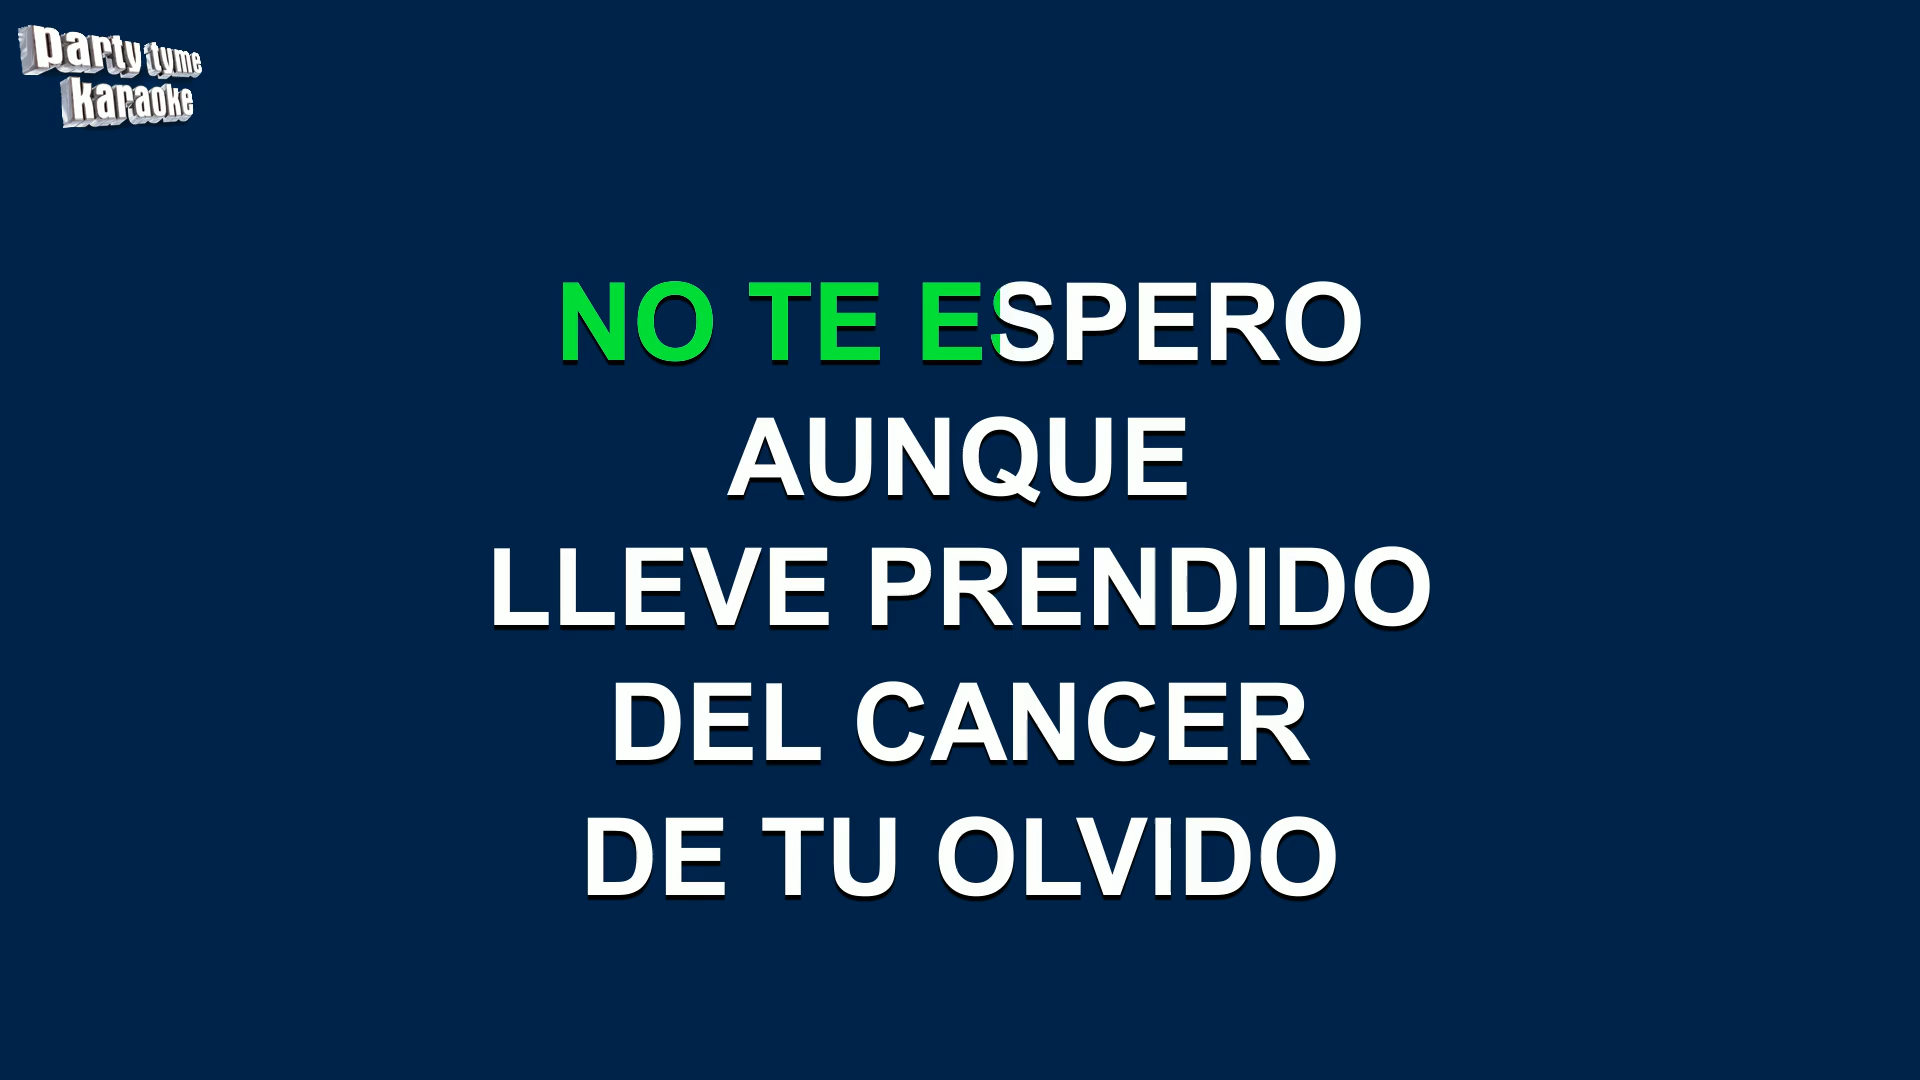 party tyme
karaoke
NO TE ESPERO
AUNQUE
LLEVE PRENDIDO
DEL CANCER
DE TU OLVIDO